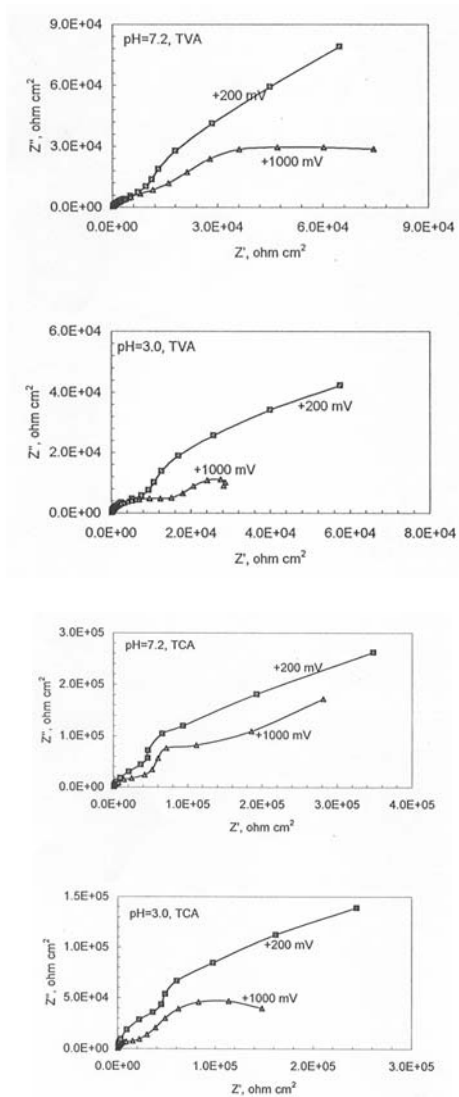 9.0E+04
pH=7.2, TVA
+200 mV
6.0E+04
Z", ohm cm2
3.0E+04
+1000 mV
0.0E+00
0.0E+00 3.0E+04 6.0E+04 9.0E+04
Z', ohm cm2
6.0E+04
pH=3.0, TVA
4.0E+04
+200 mV
Z", ohm cm2
2.0E+04
+1000 mV
0.0E+00
0.0E+00 2.0E+04 4.0E+04 6.0E+04 8.0E+04
Z', ohm cm2
3.0E+05
pH=7.2, TCA
+200 mV
2.0E+05
Z", ohm cm2
1.0E+05
+1000 mV
0.0E+00
0.0E+00 1.0E+05 2.0E+05 3.0E+05 4.0E+05
Z', ohm cm2
1.5E+05
pH=3.0, TCA
1.0E+05
+200 mV
Z", ohm cm2
5.0E+04
+1000 mV
0.0E+00
0.0E+00 1.0E+05 2.0E+05 3.0E+05
Z', ohm cm2